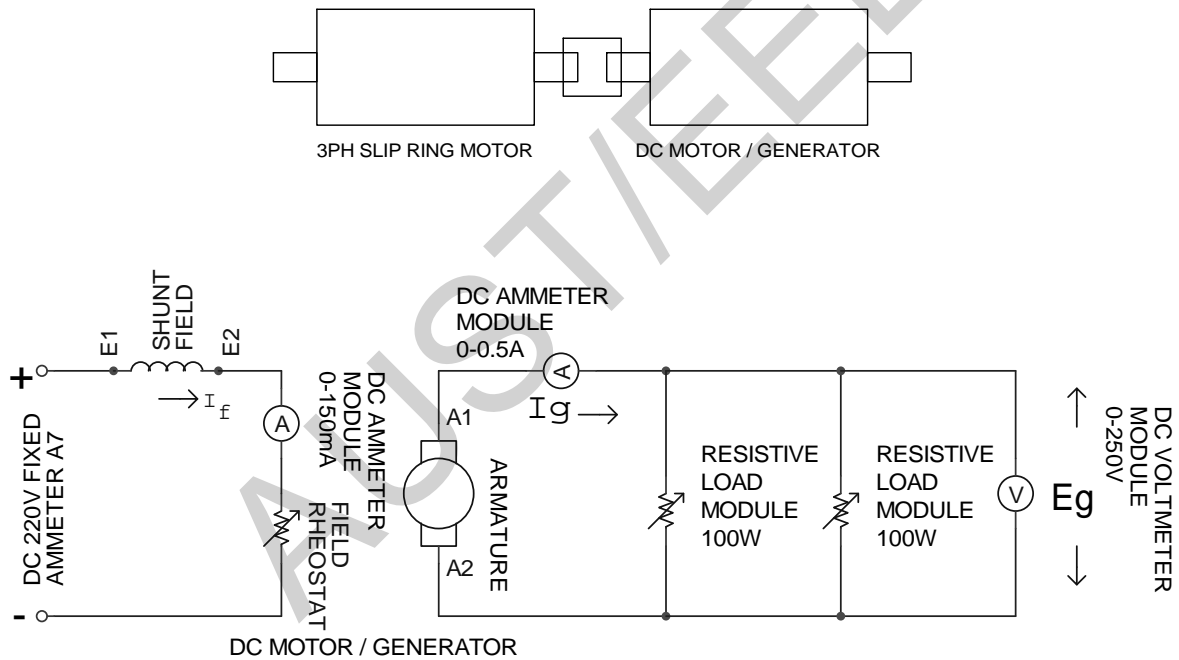 3PH SLIP RING MOTOR
DC MOTOR / GENERATOR
AUST/EEE
DC AMMETER
MODULE
0-0.5A
SHUNT
FIELD
E1
E2
+
I f
A
DC AMMETER
MODULE
0-150mA
DC 220V FIXED
AMMETER A7
FIELD
RHEOSTAT
-
A1
A
Ig
ARMATURE
A2
RESISTIVE
LOAD
MODULE
100W
RESISTIVE
LOAD
MODULE
100W
V
Eg
DC VOLTMETER
MODULE
0-250V
DC MOTOR / GENERATOR